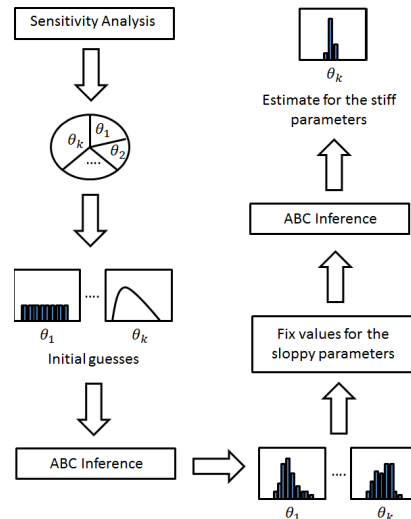 Sensitivity Analysis
θ1
θk
θ2
....
....
θ1
θk
Initial guesses
ABC Inference
....
θ1
θk
Fix values for the
sloppy parameters
ABC Inference
θk
Estimate for the stiff
parameters